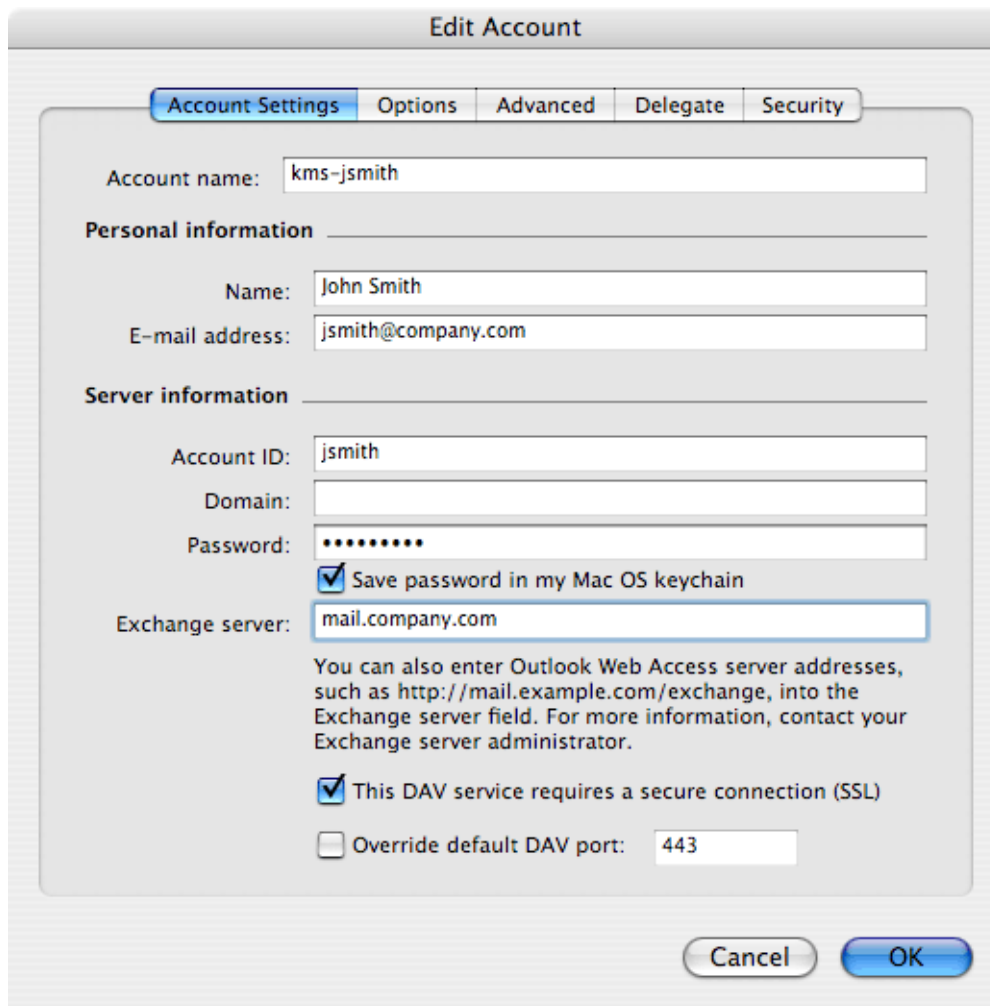 Edit Account
Account Settings Options Advanced Delegate Security
Account name: kms-jsmith
Personal information
Name: John Smith
E-mail address: jsmith@company.com
Server information
Account ID: jsmith
Domain:
Password: •••••••••
Save password in my Mac OS keychain
Exchange server: mail.company.com
You can also enter Outlook Web Access server addresses,
such as http://mail.example.com/exchange, into the
Exchange server field. For more information, contact your
Exchange server administrator.
This DAV service requires a secure connection (SSL)
Override default DAV port: 443
Cancel OK